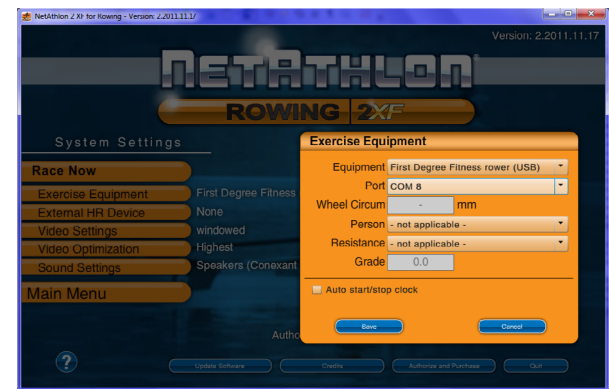 NetAthlon 2 XF for Rowing - Version: 2.2011.11.17
Version: 2.2011.11.17
NETATHLON
ROWING 2XF
System Settings
Race Now
Exercise Equipment First Degree Fitness
External HR Device None
Video Settings windowed
Video Optimization Highest
Sound Settings Speakers (Conexant
Main Menu
Exercise Equipment
Equipment First Degree Fitness rower (USB)
Port COM 8
Wheel Circum - mm
Person - not applicable -
Resistance - not applicable -
Grade 0.0
Auto start/stop clock
Save Cancel
Autho
? Update Software Credits Authorize and Purchase Quit